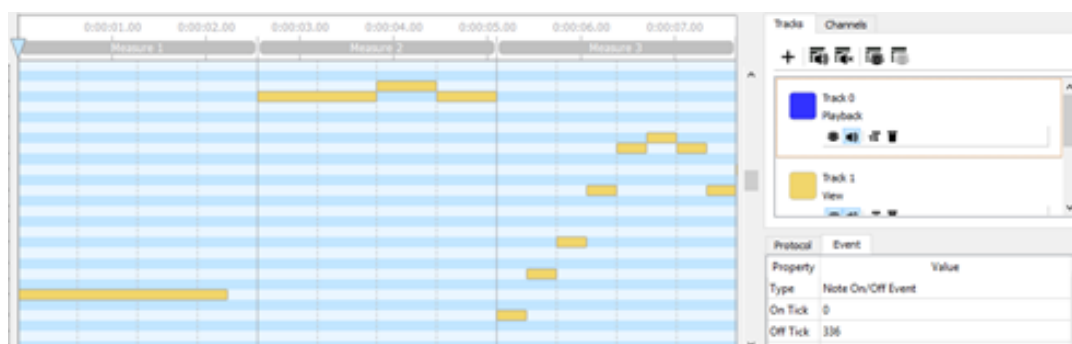 0:00:01.00 0:00:02.00 0:00:03.00 0:00:04.00 0:00:05.00 0:00:06.00 0:00:07.00
Measure 1 Measure 2 Measure 3
Tracks Channels
Track 0
Playback
Track 1
View
Protocol Event
Property Value
Type Note On/Off Event
On Tick 0
Off Tick 336